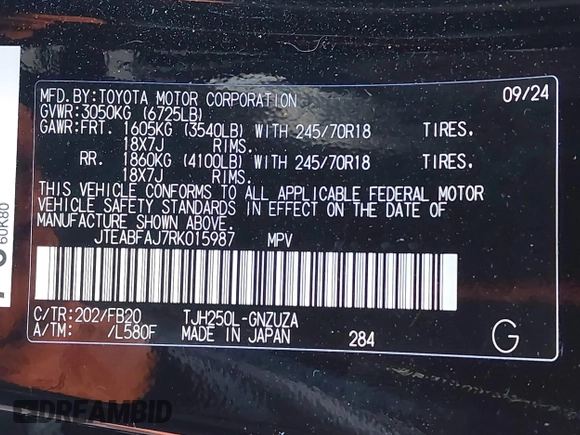 MFD.BY:TOYOTA MOTOR CORPORATION 09/24
GVWR:3050KG (6725LB)
GAWR:FRT. 1605KG (3540LB) WITH 245/70R18 TIRES.
18X7J RIMS.
RR. 1860KG (4100LB) WITH 245/70R18 TIRES.
18X7J RIMS.
THIS VEHICLE CONFORMS TO ALL APPLICABLE FEDERAL MOTOR
VEHICLE SAFETY STANDARDS IN EFFECT ON THE DATE OF
MANUFACTURE SHOWN ABOVE.
JTEABFAJ7RK015987 MPV
C/TR:202/FB20 TJH250L-GNZUZA
A/TM: /L580F MADE IN JAPAN 284 G
60K80
DREAMBID